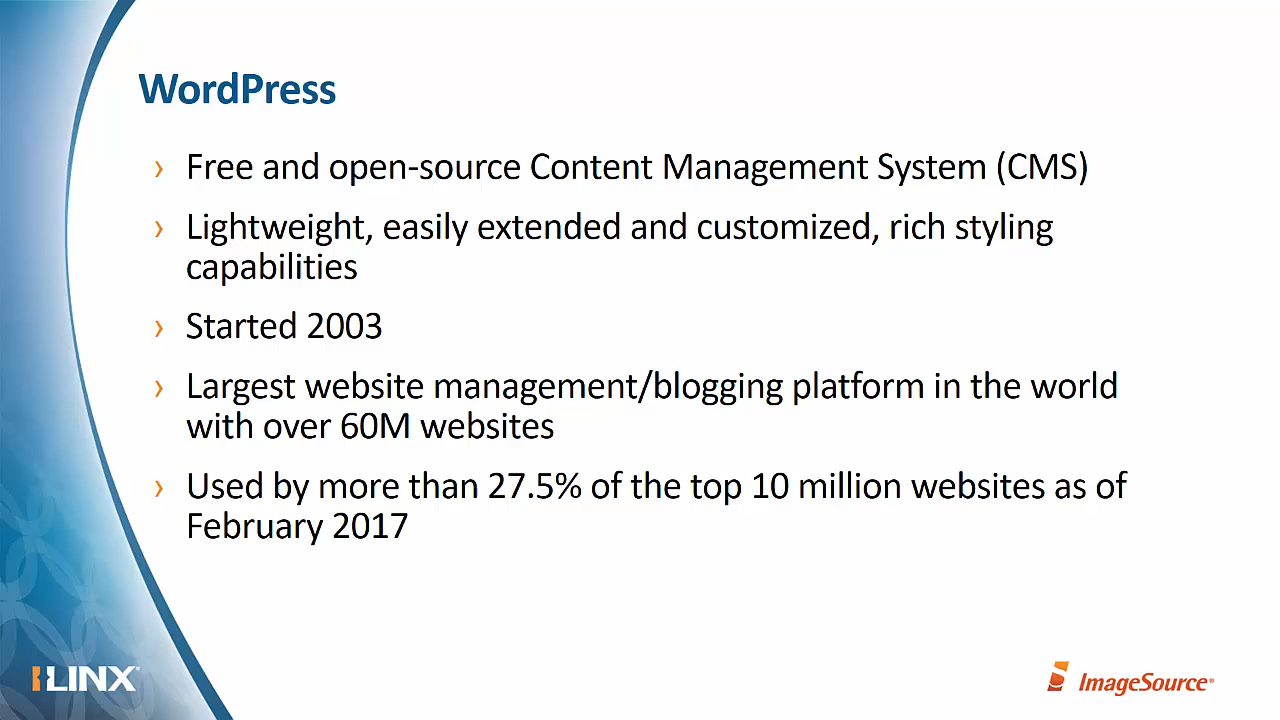 WordPress
› Free and open-source Content Management System (CMS)
› Lightweight, easily extended and customized, rich styling
capabilities
› Started 2003
› Largest website management/blogging platform in the world
with over 60M websites
› Used by more than 27.5% of the top 10 million websites as of
February 2017
ILINX®
ImageSource®